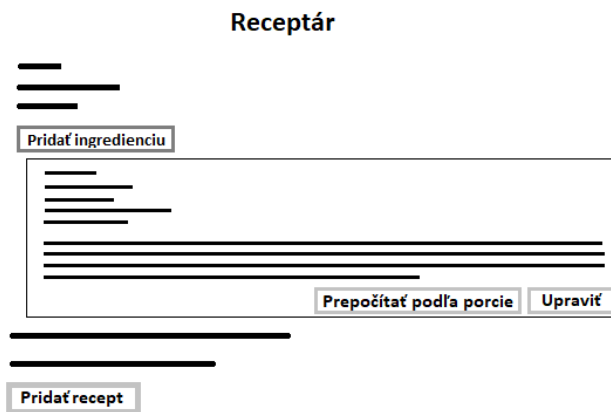 Receptár
Pridať ingredienciu
Prepočítať podľa porcie
Upraviť
Pridať recept